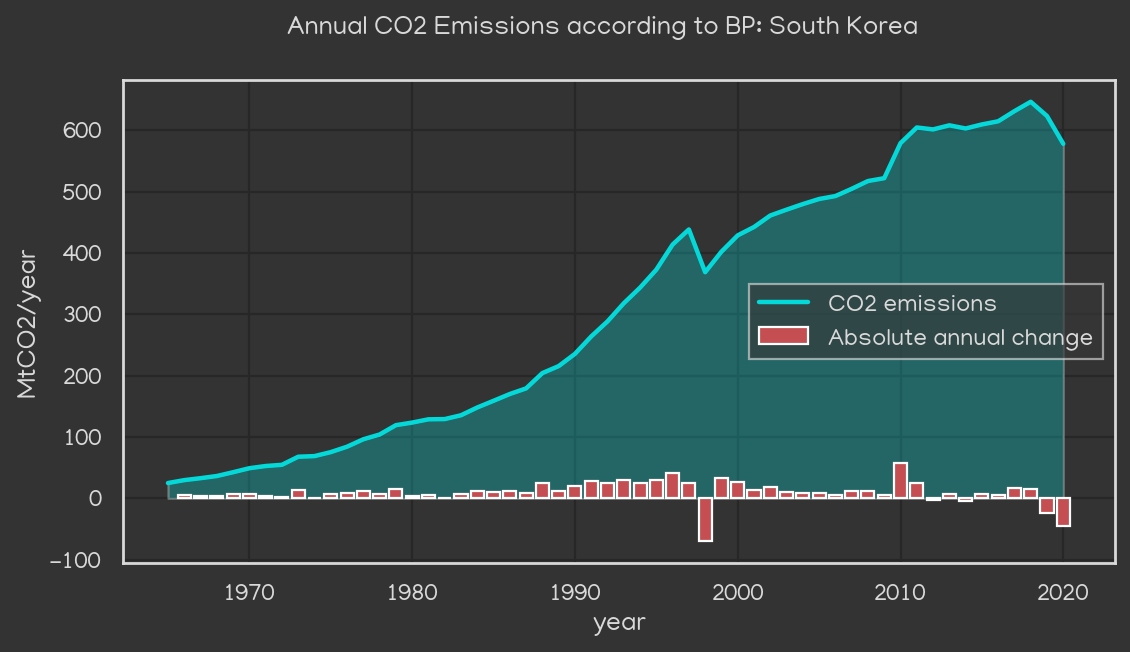 Annual CO2 Emissions according to BP: South Korea
MtCO2/year
600
500
400
300
200
100
0
−100
CO2 emissions
Absolute annual change
1970 1980 1990 2000 2010 2020
year